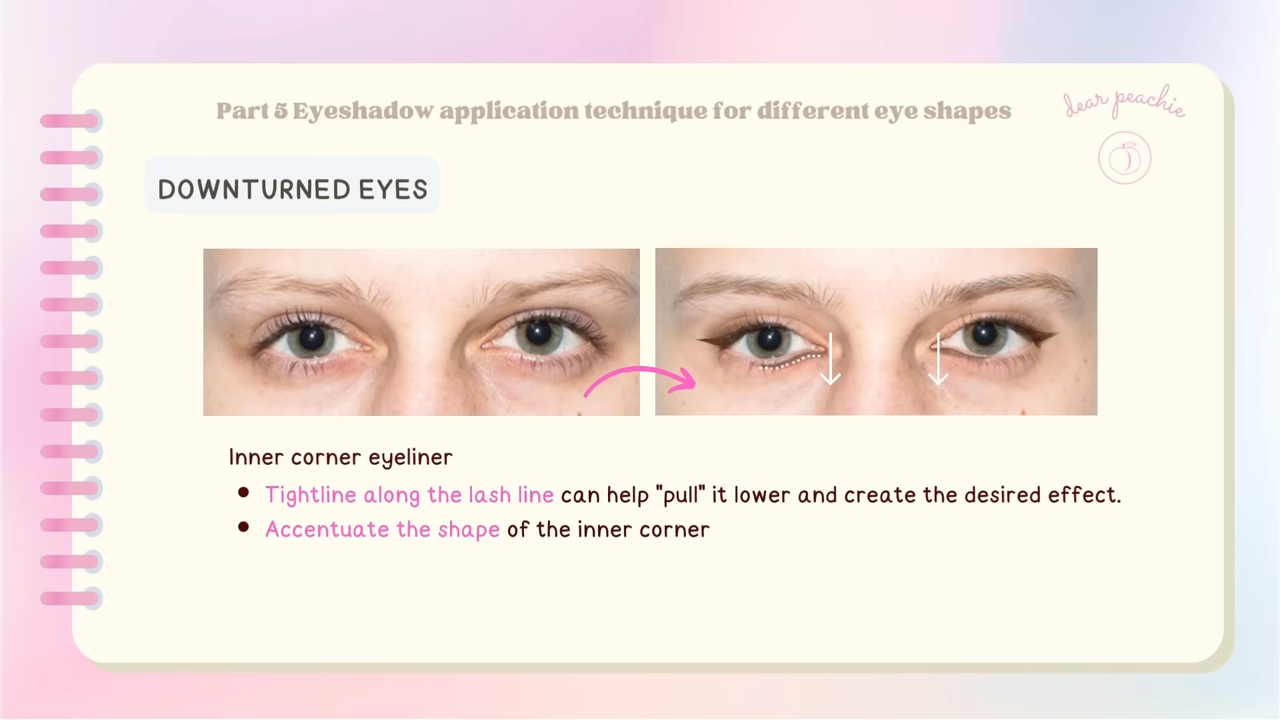 Part 5 Eyeshadow application technique for different eye shapes
dear peachie
DOWNTURNED EYES
Inner corner eyeliner
• Tightline along the lash line can help "pull" it lower and create the desired effect.
• Accentuate the shape of the inner corner